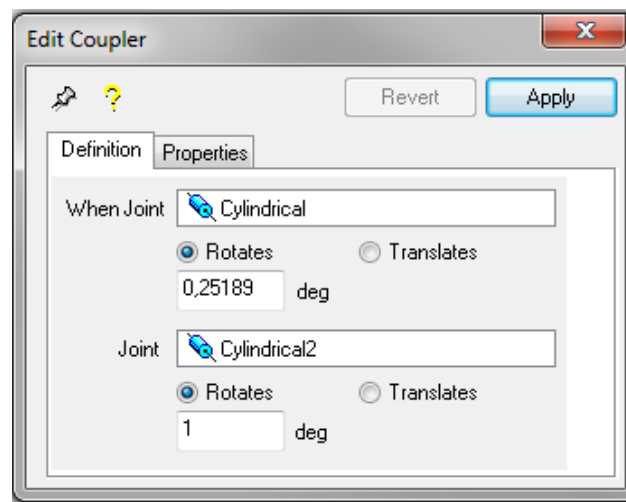 Edit Coupler
?
Revert Apply
Definition Properties
When Joint Cylindrical
Rotates Translates
0,25189 deg
Joint Cylindrical2
Rotates Translates
1 deg